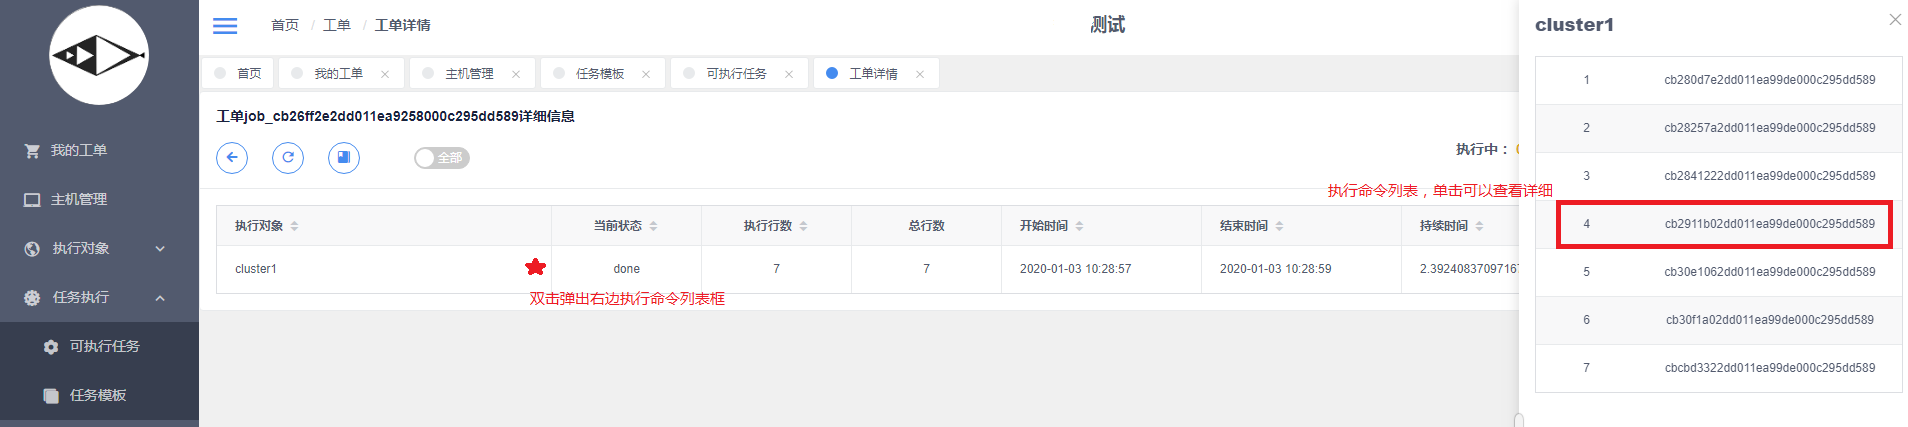 首页 / 工单 / 工单详情
测试
首页
我的工单
主机管理
任务模板
可执行任务
工单详情
我的工单
主机管理
执行对象
任务执行
可执行任务
任务模板
工单job_cb26ff2e2dd011ea9258000c295dd589详细信息
全部
执行中：
执行命令列表，单击可以查看详细
执行对象 当前状态 执行行数 总行数 开始时间 结束时间 持续时间
cluster1 done 7 7 2020-01-03 10:28:57 2020-01-03 10:28:59 2.39240837097167
双击弹出右边执行命令列表框
cluster1
1 cb280d7e2dd011ea99de000c295dd589
2 cb28257a2dd011ea99de000c295dd589
3 cb2841222dd011ea99de000c295dd589
4 cb2911b02dd011ea99de000c295dd589
5 cb30e1062dd011ea99de000c295dd589
6 cb30f1a02dd011ea99de000c295dd589
7 cbcbd3322dd011ea99de000c295dd589